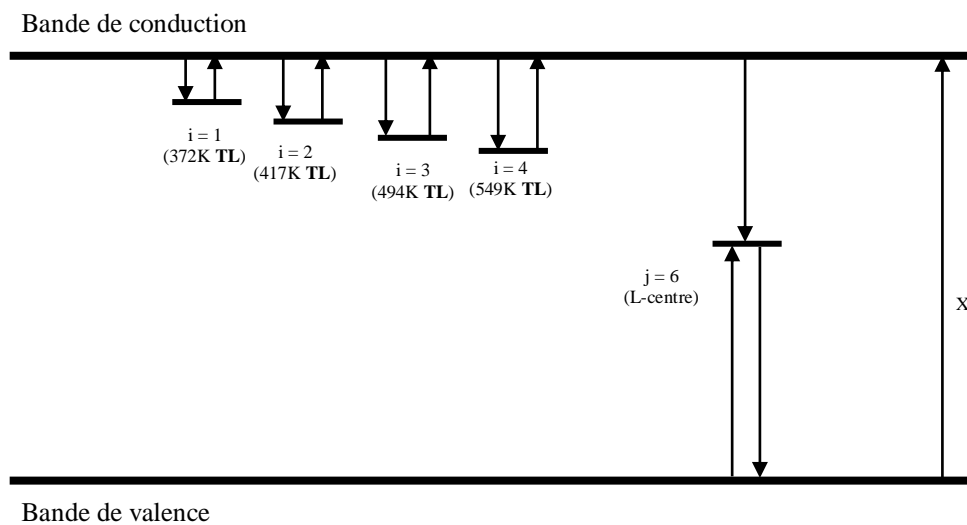 Bande de conduction
i = 1
(372K TL)
i = 2
(417K TL)
i = 3
(494K TL)
i = 4
(549K TL)
j = 6
(L-centre)
X
Bande de valence